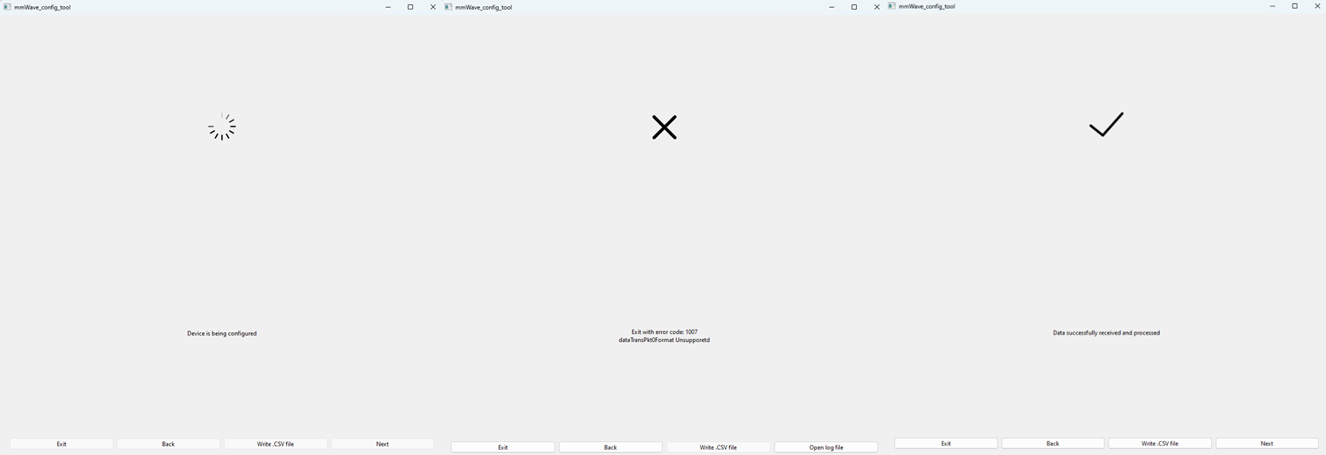 mmWave_config_tool
Device is being configured
Exit
Back
Write .CSV file
Next
mmWave_config_tool
Exit with error code: 1007
dataTransPkt0Format Unsupporetd
Exit
Back
Write .CSV file
Open log file
mmWave_config_tool
Data successfully received and processed
Exit
Back
Write .CSV file
Next